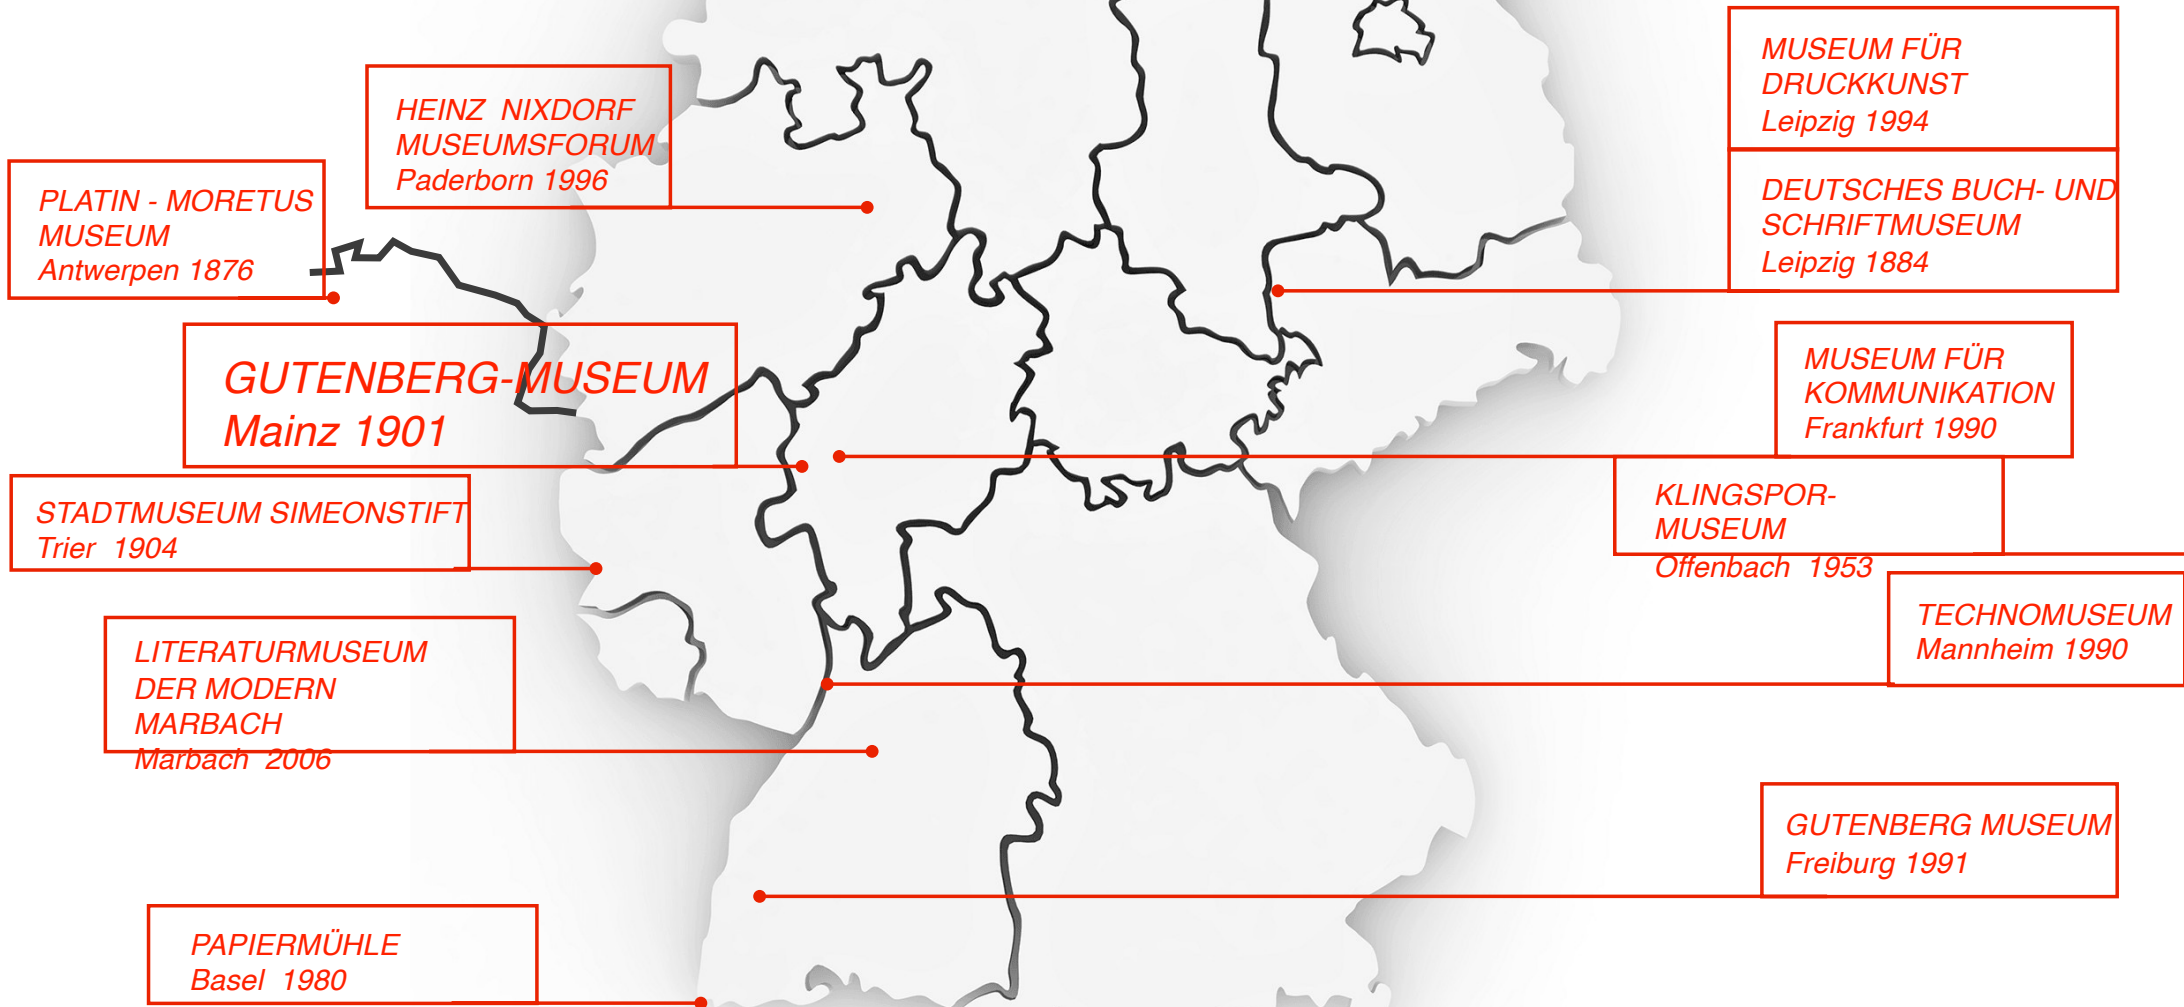 HEINZ NIXDORF
MUSEUMSFORUM
Paderborn 1996
PLATIN - MORETUS
MUSEUM
Antwerpen 1876
GUTENBERG-MUSEUM
Mainz 1901
STADTMUSEUM SIMEONSTIFT
Trier 1904
LITERATURMUSEUM
DER MODERN
MARBACH
Marbach 2006
PAPIERMÜHLE
Basel 1980
MUSEUM FÜR
DRUCKKUNST
Leipzig 1994
DEUTSCHES BUCH- UND
SCHRIFTMUSEUM
Leipzig 1884
MUSEUM FÜR
KOMMUNIKATION
Frankfurt 1990
KLINGSPOR-
MUSEUM
Offenbach 1953
TECHNOMUSEUM
Mannheim 1990
GUTENBERG MUSEUM
Freiburg 1991